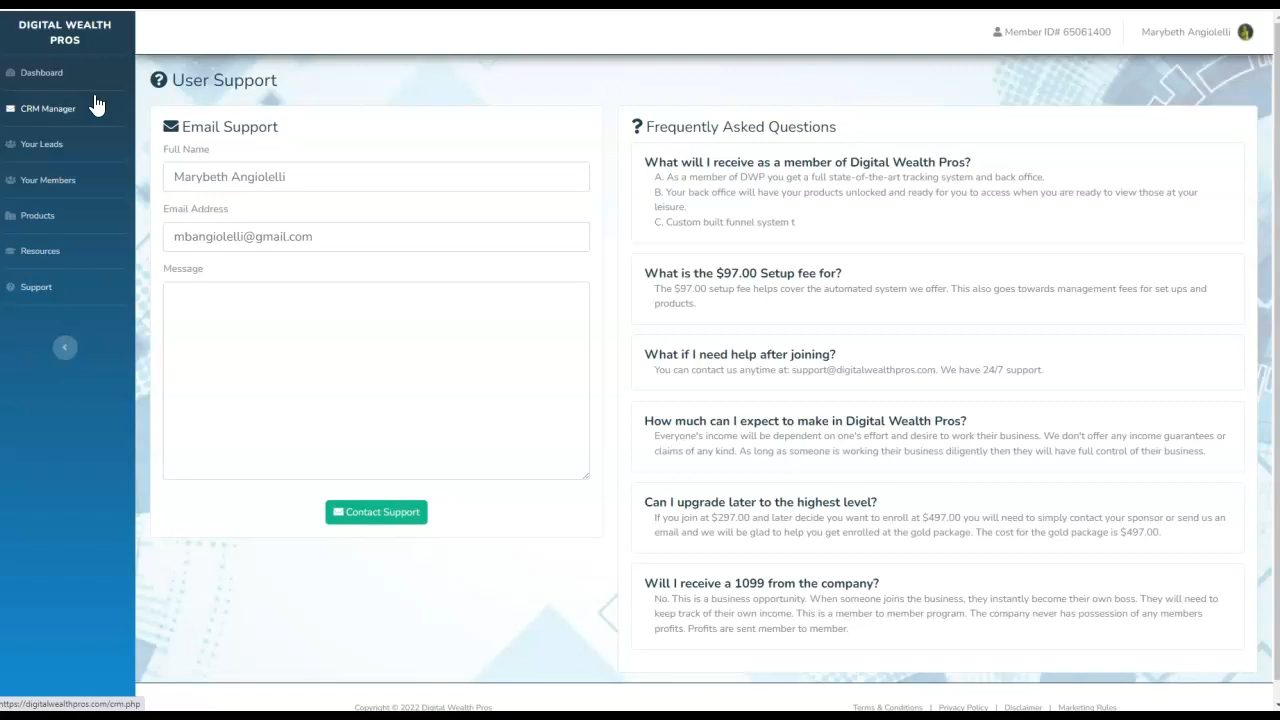 DIGITAL WEALTH
PROS
Dashboard
CRM Manager
Your Leads
Your Members
Products
Resources
Support
Member ID# 65061400
Marybeth Angiolelli
User Support
Email Support
Full Name
Marybeth Angiolelli
Email Address
mbangiolelli@gmail.com
Message
Contact Support
Frequently Asked Questions
What will I receive as a member of Digital Wealth Pros?
A. As a member of DWP you get a full state-of-the-art tracking system and back office.
B. Your back office will have your products unlocked and ready for you to access when you are ready to view those at your
leisure.
C. Custom built funnel system t
What is the $97.00 Setup fee for?
The $97.00 setup fee helps cover the automated system we offer. This also goes towards management fees for set ups and
products.
What if I need help after joining?
You can contact us anytime at: support@digitalwealthpros.com. We have 24/7 support.
How much can I expect to make in Digital Wealth Pros?
Everyone's income will be dependent on one's effort and desire to work their business. We don't offer any income guarantees or
claims of any kind. As long as someone is working their business diligently then they will have full control of their business.
Can I upgrade later to the highest level?
If you join at $297.00 and later decide you want to enroll at $497.00 you will need to simply contact your sponsor or send us an
email and we will be glad to help you get enrolled at the gold package. The cost for the gold package is $497.00.
Will I receive a 1099 from the company?
No. This is a business opportunity. When someone joins the business, they instantly become their own boss. They will need to
keep track of their own income. This is a member to member program. The company never has possession of any members
profits. Profits are sent member to member.
https://digitalwealthpros.com/crm.php
Copyright © 2022 Digital Wealth Pros
Terms & Conditions | Privacy Policy | Disclaimer | Marketing Rules